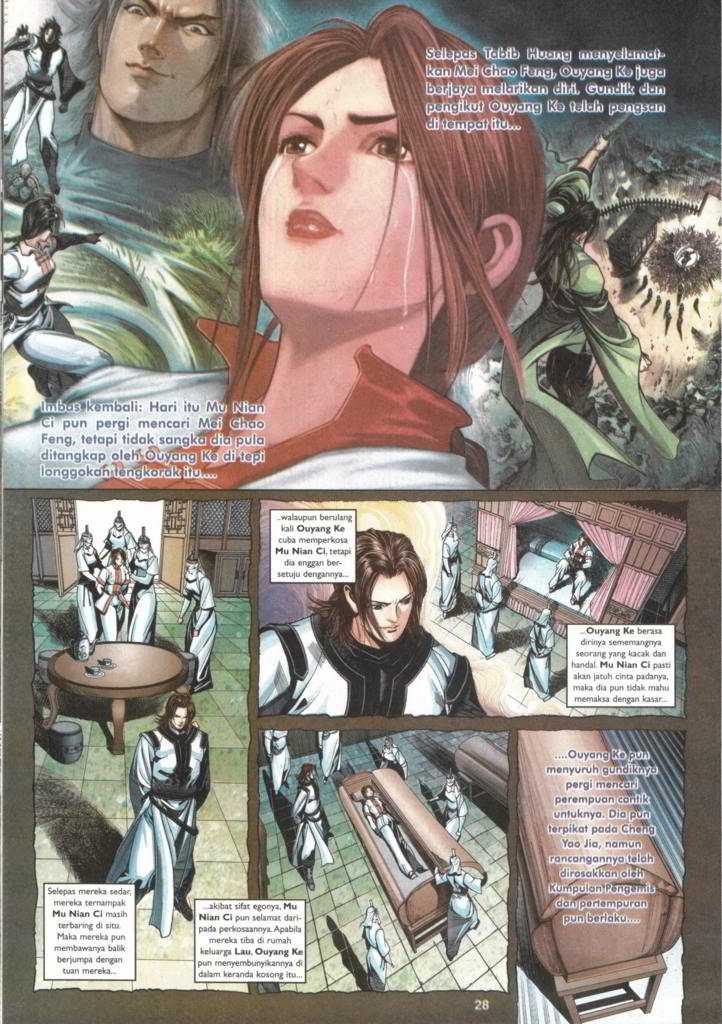 Selepas Tabib Huang menyelamat-
kan Mei Chao Feng, Ouyang Ke juga
berjaya melarikan diri. Gundik dan
pengikut Ouyang Ke telah pengsan
di tempat itu...
Imbas kembali: Hari itu Mu Nian
Ci pun pergi mencari Mei Chao
Feng, tetapi tidak sangka dia pula
ditangkap oleh Ouyang Ke di tepi
longgokan tengkorak itu....
Selepas mereka sedar,
mereka ternampak
Mu Nian Ci masih
terbaring di situ.
Maka mereka pun
membawanya balik
berjumpa dengan
tuan mereka...
..walaupun berulang
kali Ouyang Ke
cuba memperkosa
Mu Nian Ci, tetapi
dia enggan ber-
setuju dengannya...
...Ouyang Ke berasa
dirinya sememangnya
seorang yang kacak dan
handal. Mu Nian Ci pasti
akan jatuh cinta padanya,
maka dia pun tidak mahu
memaksa dengan kasar...
...akibat sifat egonya, Mu
Nian Ci pun selamat dari-
pada perkosaannya. Apabila
mereka tiba di rumah
keluarga Lau, Ouyang Ke
pun menyembunyikannya di
dalam keranda kosong itu...
....Ouyang Ke pun
menyuruh gundiknya
pergi mencari
perempuan cantik
untuknya. Dia pun
terpikat pada Cheng
Yao Jia, namun
rancangannya telah
dirosakkan oleh
Kumpulan Pengemis
dan pertempuran
pun berlaku....
28